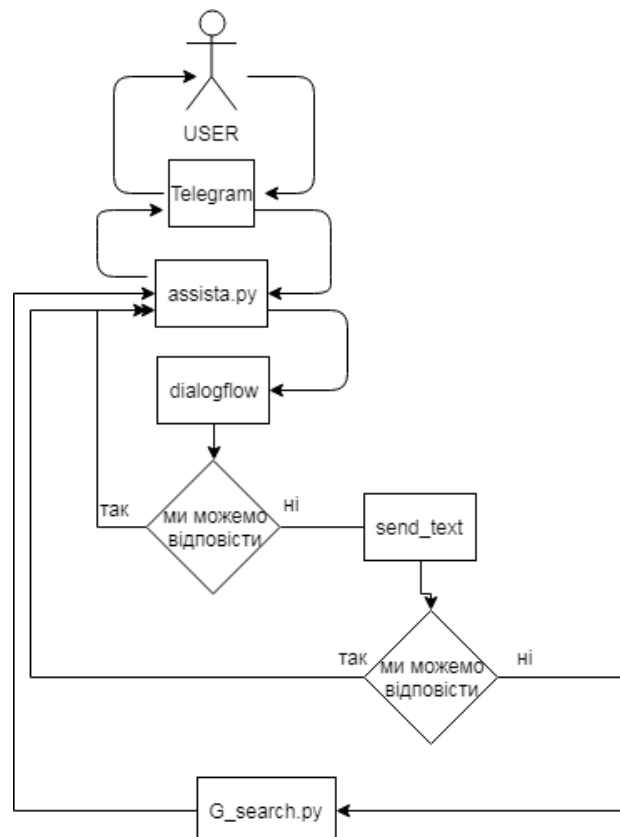 USER
Telegram
assista.py
dialogflow
так
ми можемо
відповісти
ні
send_text
так
ми можемо
відповісти
ні
G_search.py